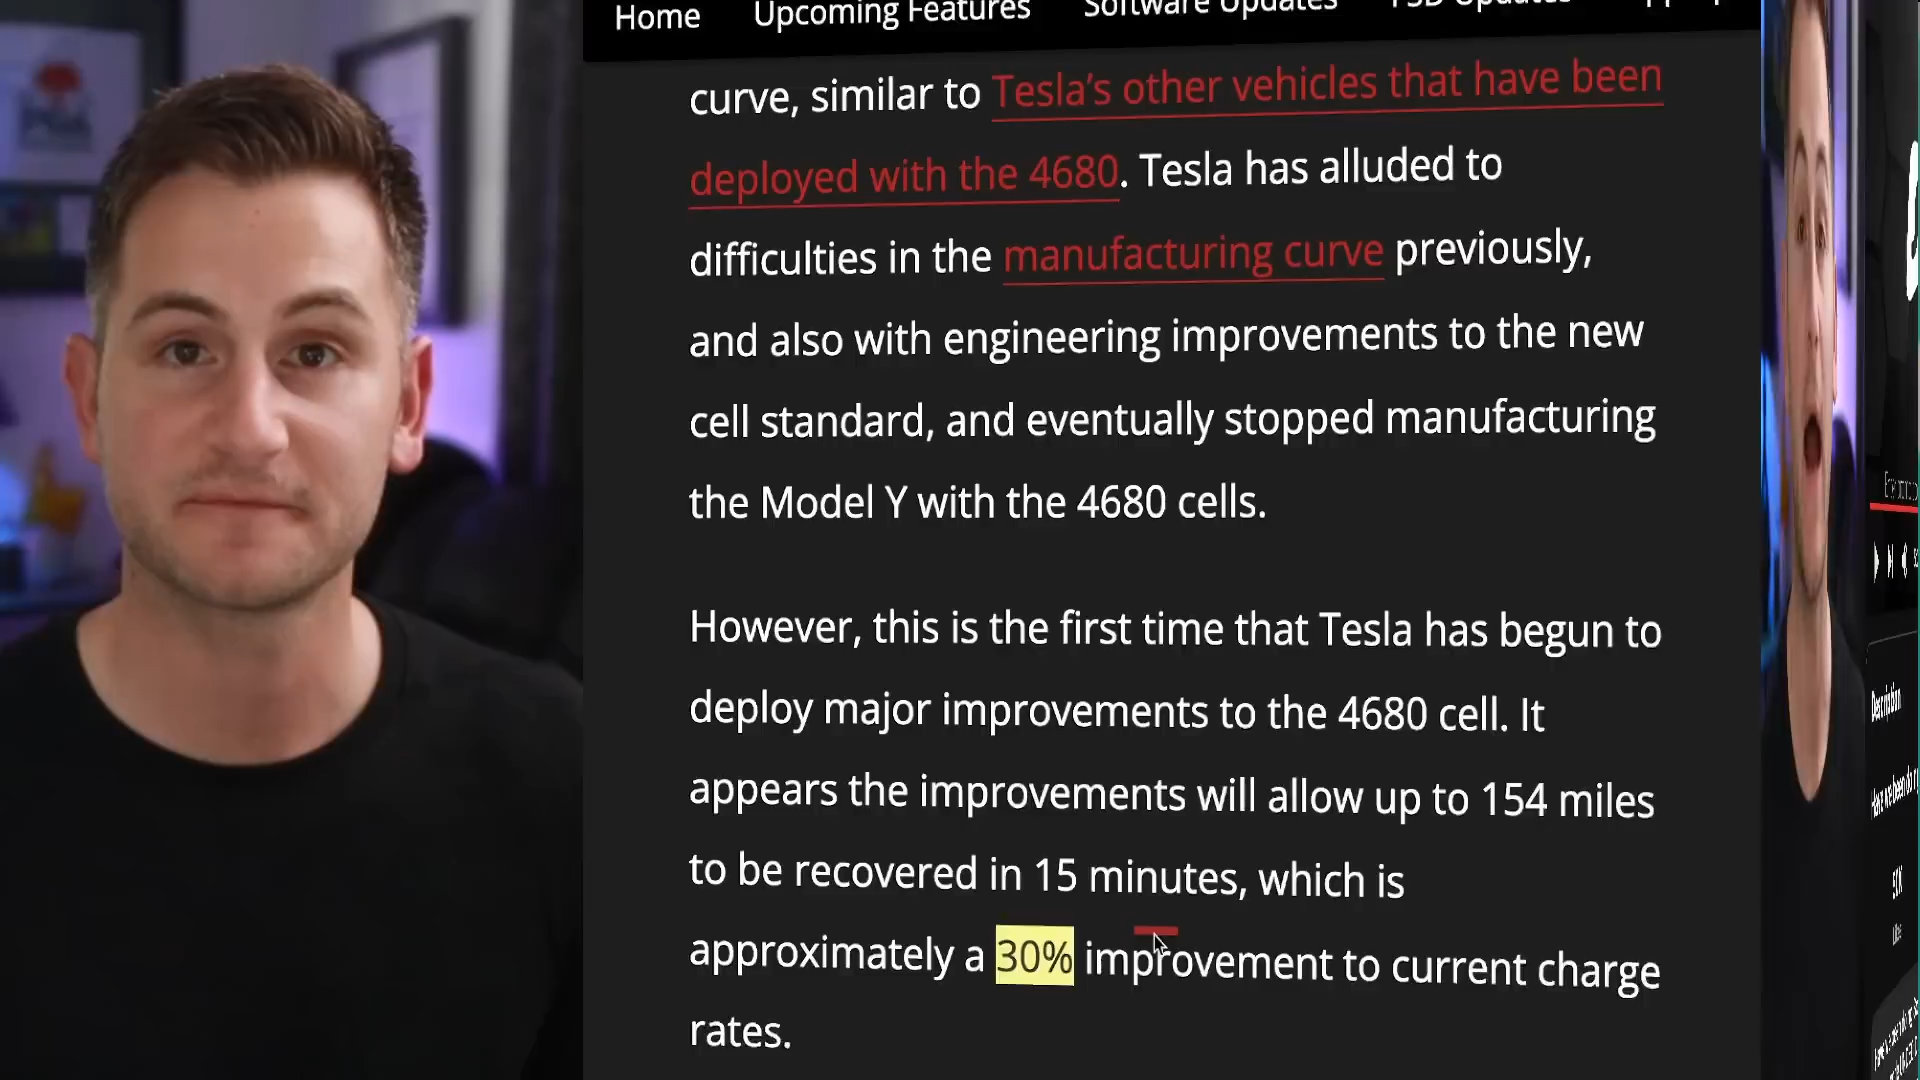 Home Upcoming Features Software Updates FSD Updates
curve, similar to Tesla's other vehicles that have been
deployed with the 4680. Tesla has alluded to
difficulties in the manufacturing curve previously,
and also with engineering improvements to the new
cell standard, and eventually stopped manufacturing
the Model Y with the 4680 cells.
However, this is the first time that Tesla has begun to
deploy major improvements to the 4680 cell. It
appears the improvements will allow up to 154 miles
to be recovered in 15 minutes, which is
approximately a 30% improvement to current charge
rates.
Description